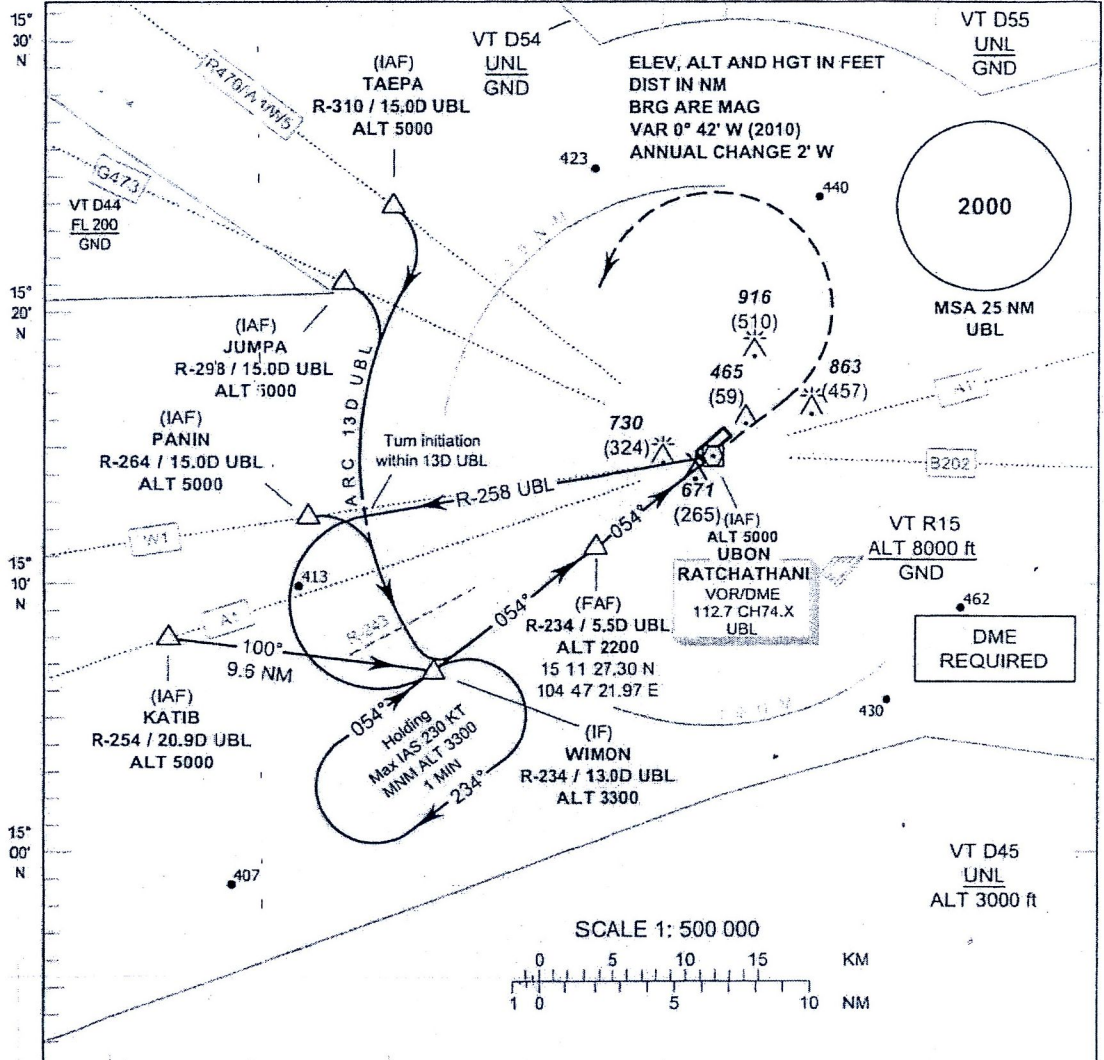 15°
30'
N
VT D54
UNL
GND
VT D55
UNL
GND
(IAF)
TAEPA
R-310 / 15.0D UBL
ALT 5000
ELEV, ALT AND HGT IN FEET
DIST IN NM
BRG ARE MAG
VAR 0° 42' W (2010)
ANNUAL CHANGE 2' W
G473
VT D44
FL 200
GND
423
440
2000
MSA 25 NM
UBL
15°
20'
N
(IAF)
JUMPA
R-298 / 15.0D UBL
ALT 5000
ARC 13D UBL
916
(510)
465
(59)
863
(457)
730
(324)
(IAF)
PANIN
R-264 / 15.0D UBL
ALT 5000
Turn initiation
within 13D UBL
R-258 UBL
B202
W1
671
(265)
(IAF)
ALT 5000
UBON
RATCHATHANI
VOR/DME
112.7 CH74.X
UBL
VT R15
ALT 8000 ft
GND
15°
10'
N
413
R-243
054°
054°
(FAF)
R-234 / 5.5D UBL
ALT 2200
15 11 27.30 N
104 47 21.97 E
462
DME
REQUIRED
100°
9.6 NM
(IAF)
KATIB
R-254 / 20.9D UBL
ALT 5000
430
054°
Holding
Max IAS 230 KT
MNM ALT 3300
1 MIN
234°
(IF)
WIMON
R-234 / 13.0D UBL
ALT 3300
15°
00'
N
407
VT D45
UNL
ALT 3000 ft
SCALE 1: 500 000
0 5 10 15 KM
1 0 5 10 NM